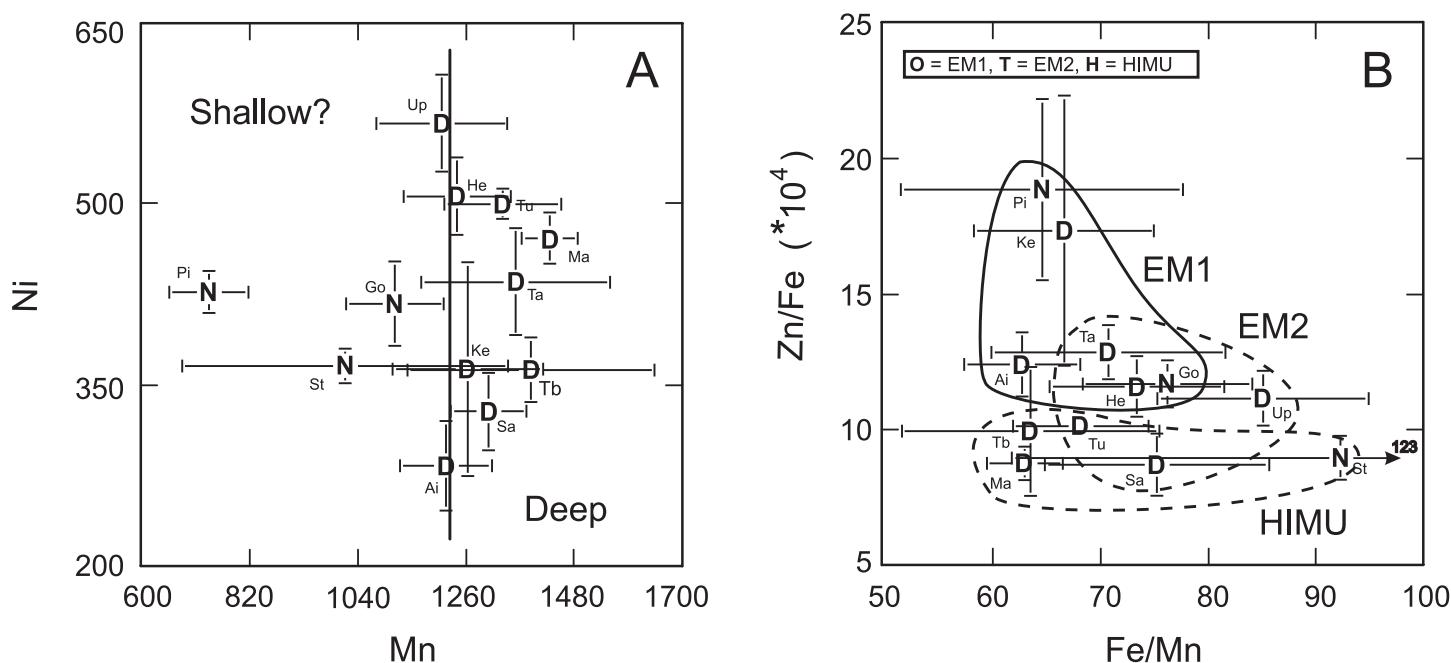 A
Shallow?
Deep
Ni
Mn
650
500
350
200
600
820
1040
1260
1480
1700
Up
D
He
D
Tu
D
Ma
D
Pi
N
Go
N
Ta
D
St
N
Ke
D
Tb
D
Sa
D
Ai
D
B
O = EM1, T = EM2, H = HIMU
Zn/Fe (*10⁴)
Fe/Mn
25
20
15
10
5
50
60
70
80
90
100
EM1
EM2
HIMU
Pi
N
Ke
D
Ta
D
Ai
D
He
D
Go
N
Up
D
Tb
D
Tu
D
Ma
D
Sa
D
St
N
123